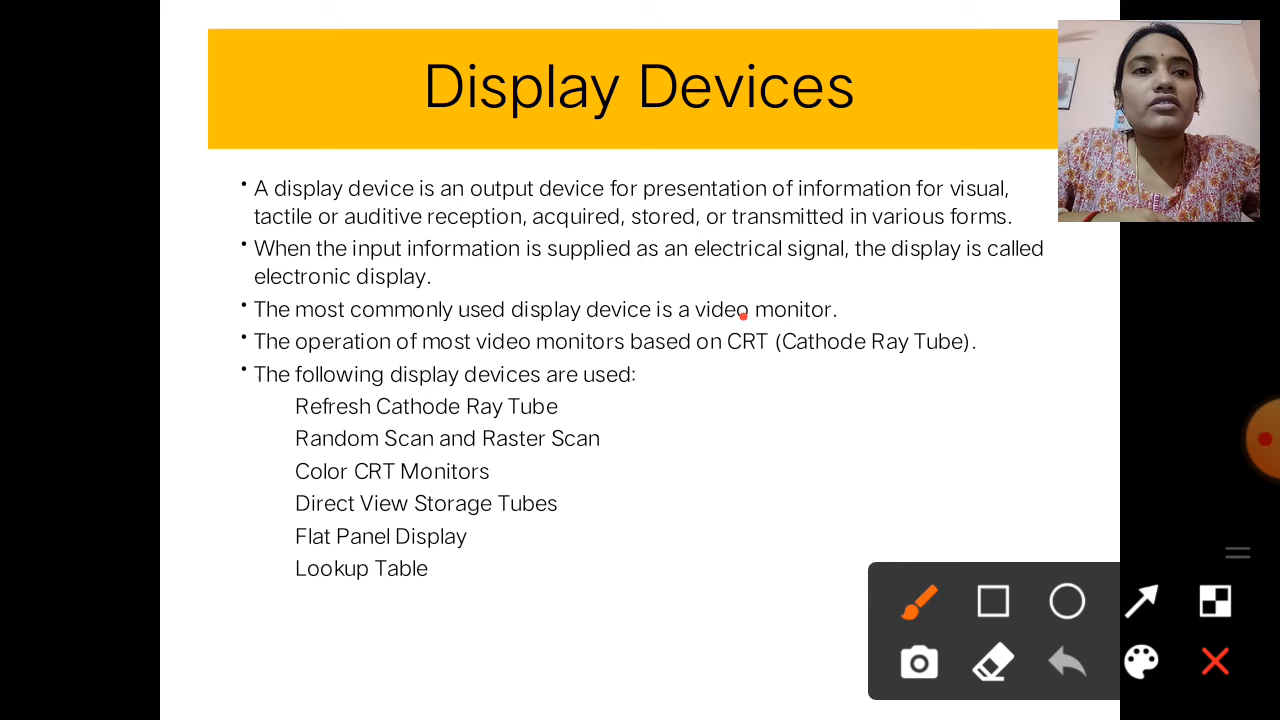 Display Devices
• A display device is an output device for presentation of information for visual,
tactile or auditive reception, acquired, stored, or transmitted in various forms.
• When the input information is supplied as an electrical signal, the display is called
electronic display.
• The most commonly used display device is a video monitor.
• The operation of most video monitors based on CRT (Cathode Ray Tube).
• The following display devices are used:
Refresh Cathode Ray Tube
Random Scan and Raster Scan
Color CRT Monitors
Direct View Storage Tubes
Flat Panel Display
Lookup Table